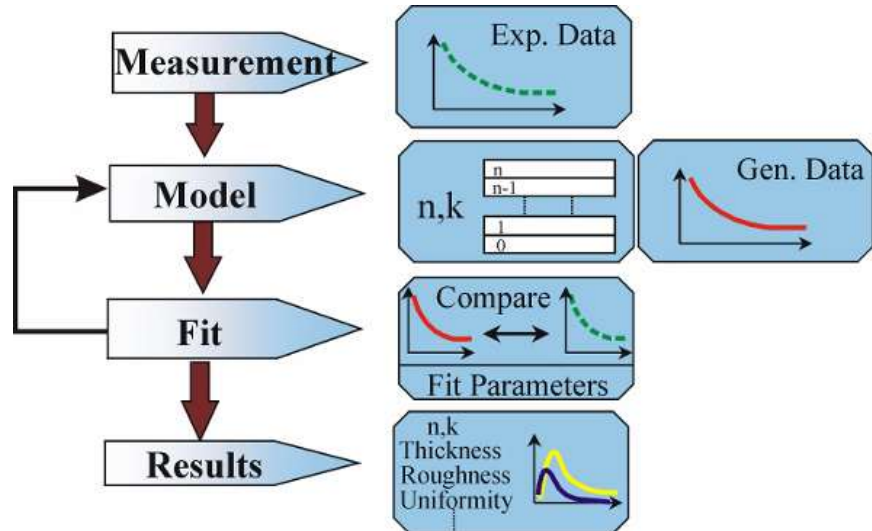 Measurement
Exp. Data
Model
n,k
n
n-1
1
0
Gen. Data
Fit
Compare
Fit Parameters
Results
n,k
Thickness
Roughness
Uniformity